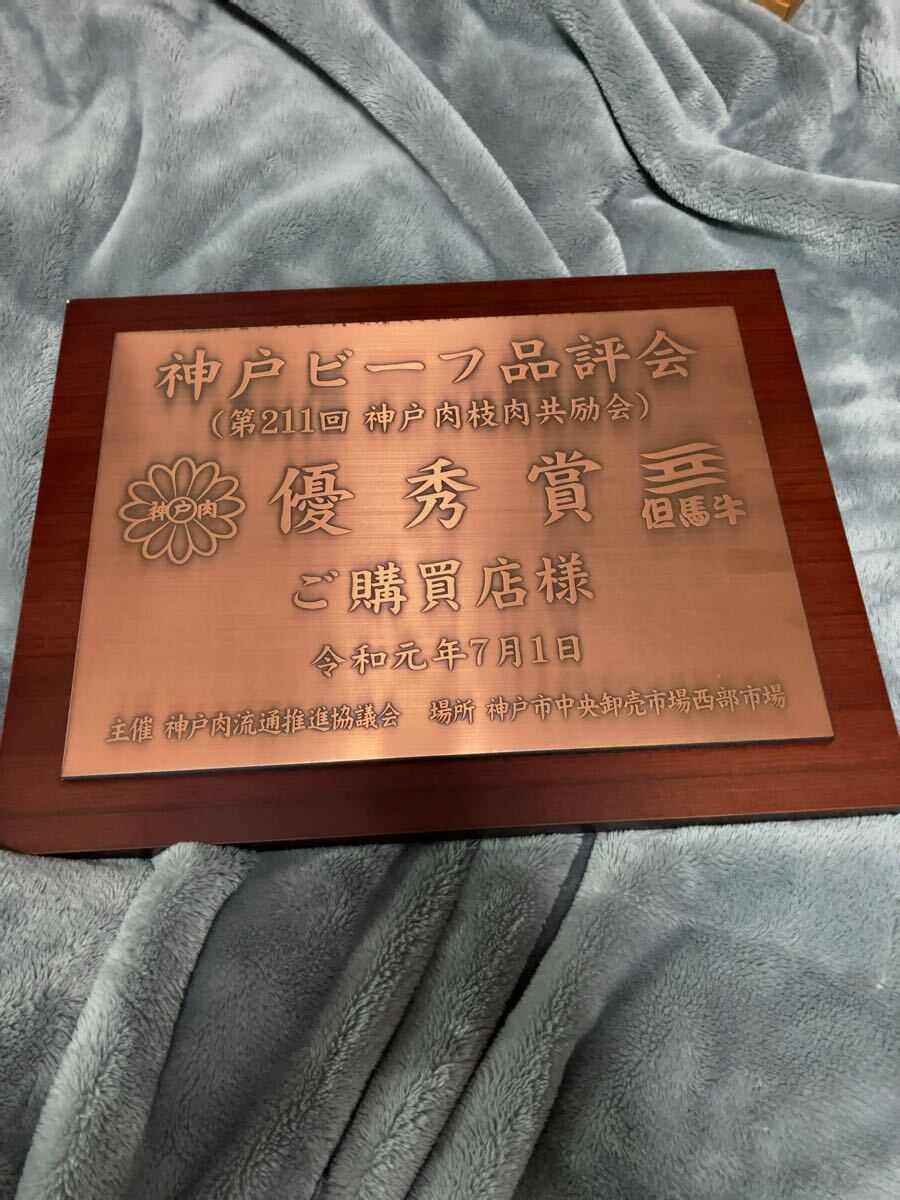 神戸ビーフ品評会
（第211回 神戸肉枝肉共励会）
神戸肉
優秀賞
但馬牛
ご購買店様
令和元年7月1日
主催 神戸肉流通推進協議会 場所 神戸市中央卸売市場西部市場